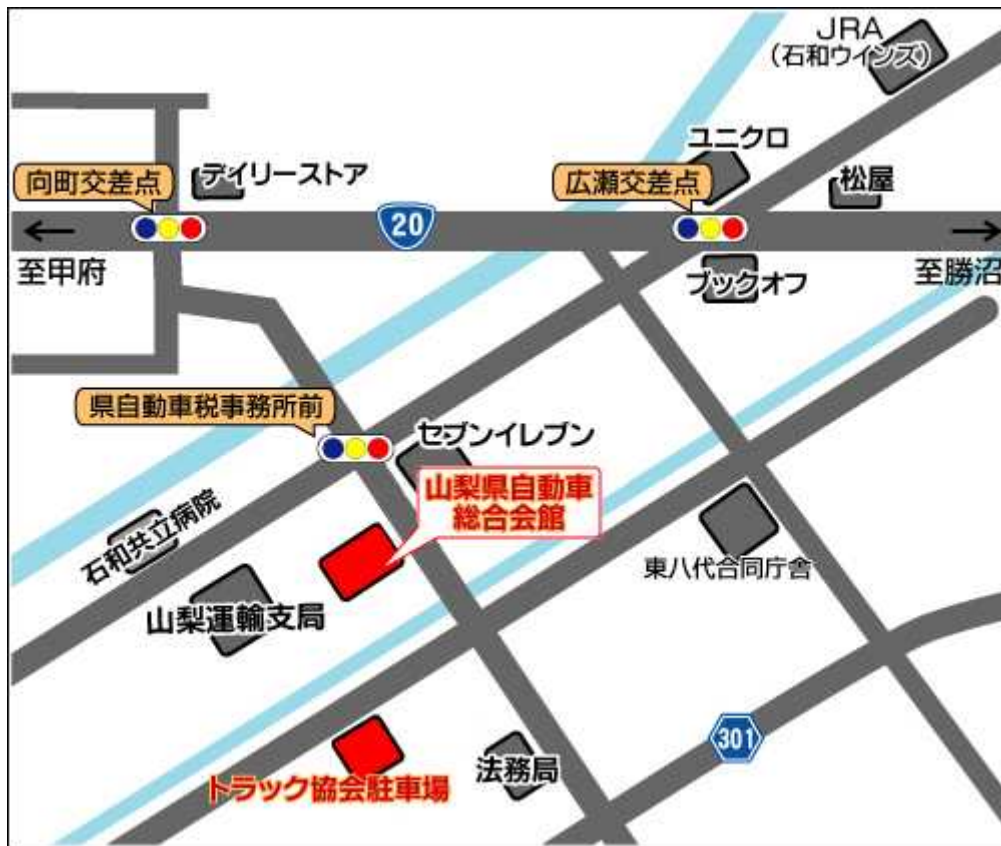 JRA
(石和ウインズ)
ユニクロ
向町交差点
デイリーストア
広瀬交差点
松屋
20
←
→
至甲府
ブックオフ
至勝沼
県自動車税事務所前
セブンイレブン
山梨県自動車
総合会館
石和共立病院
東八代合同庁舎
山梨運輸支局
301
法務局
トラック協会駐車場